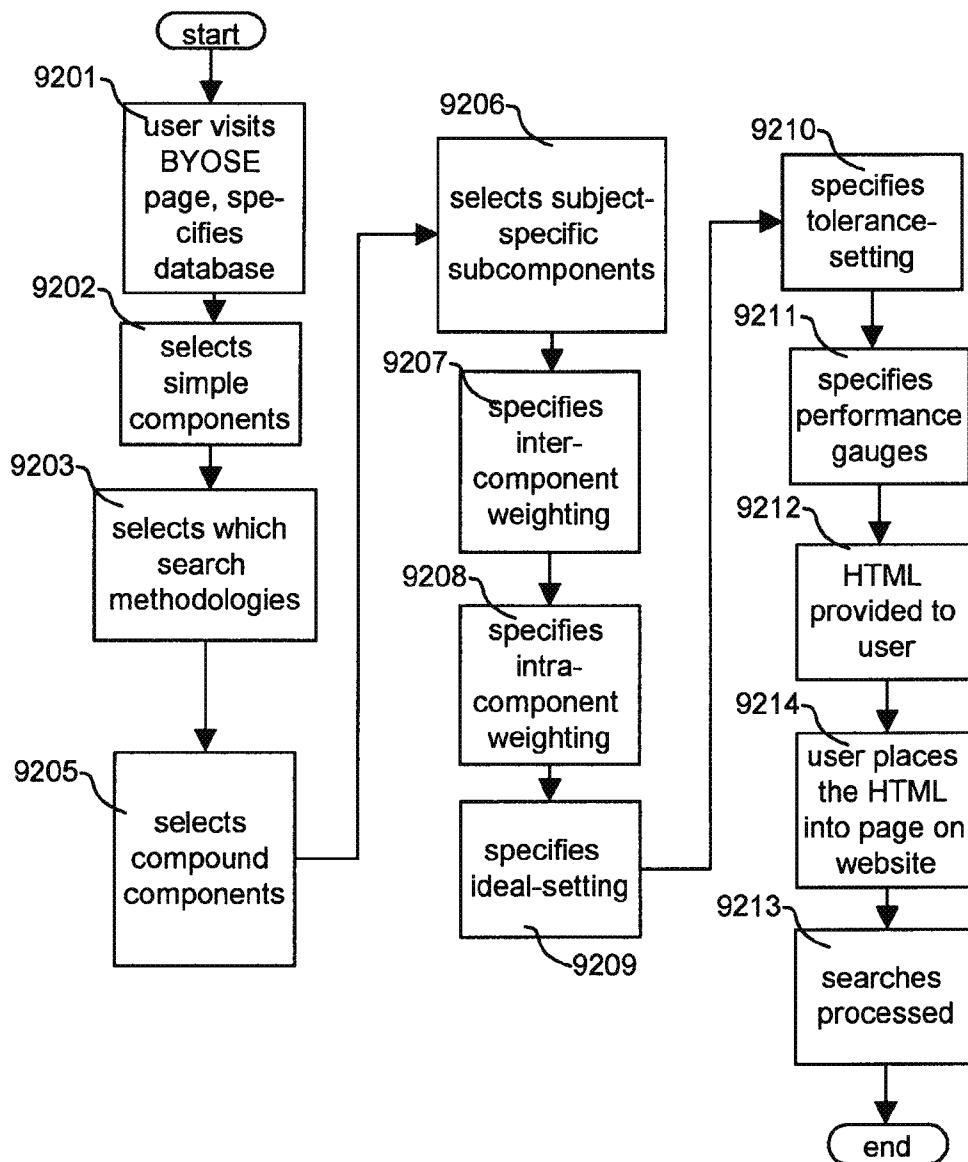 start
9201
user visits
BYOSE
page, spe-
cifies
database
9202
selects
simple
components
9203
selects which
search
methodologies
9205
selects
compound
components
9206
selects subject-
specific
subcomponents
9207
specifies
inter-
component
weighting
9208
specifies
intra-
component
weighting
specifies
ideal-setting
9209
9210
specifies
tolerance-
setting
9211
specifies
performance
gauges
9212
HTML
provided to
user
9214
user places
the HTML
into page on
website
9213
searches
processed
end